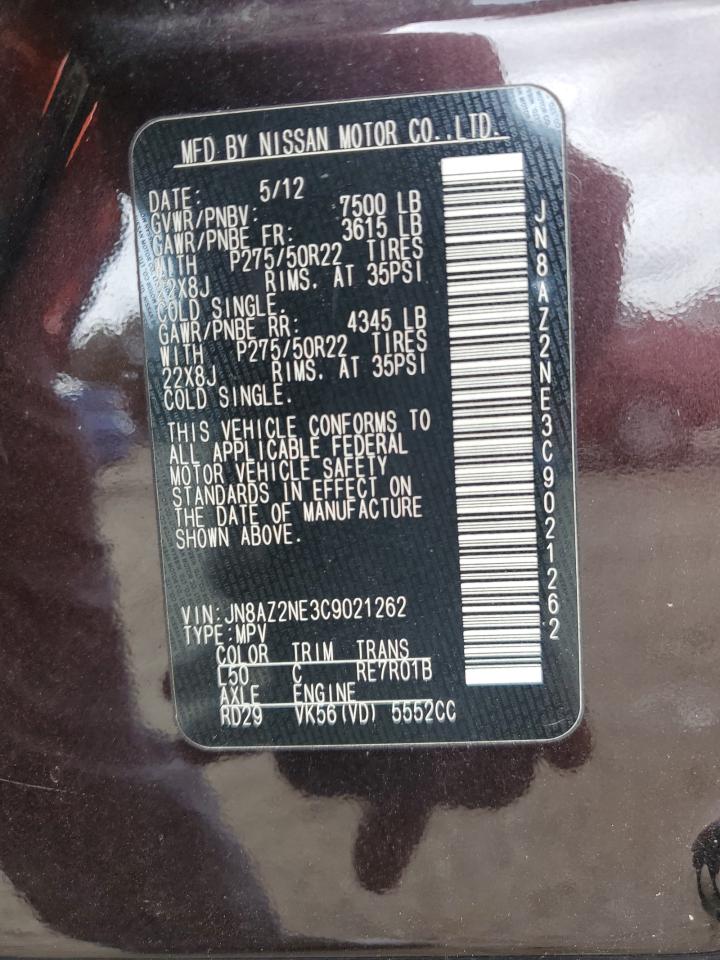 MFD BY NISSAN MOTOR CO.,LTD.
DATE: 5/12
GVWR/PNBV: 7500 LB
GAWR/PNBE FR: 3615 LB
WITH P275/50R22 TIRES
22X8J RIMS. AT 35PSI
COLD SINGLE.
GAWR/PNBE RR: 4345 LB
WITH P275/50R22 TIRES
22X8J RIMS. AT 35PSI
COLD SINGLE.
THIS VEHICLE CONFORMS TO
ALL APPLICABLE FEDERAL
MOTOR VEHICLE SAFETY
STANDARDS IN EFFECT ON
THE DATE OF MANUFACTURE
SHOWN ABOVE.
VIN:JN8AZ2NE3C9021262
TYPE:MPV
COLOR TRIM TRANS
L50 C RE7R01B
AXLE ENGINE
RD29 VK56(VD) 5552CC
JN8AZ2NE3C9021262